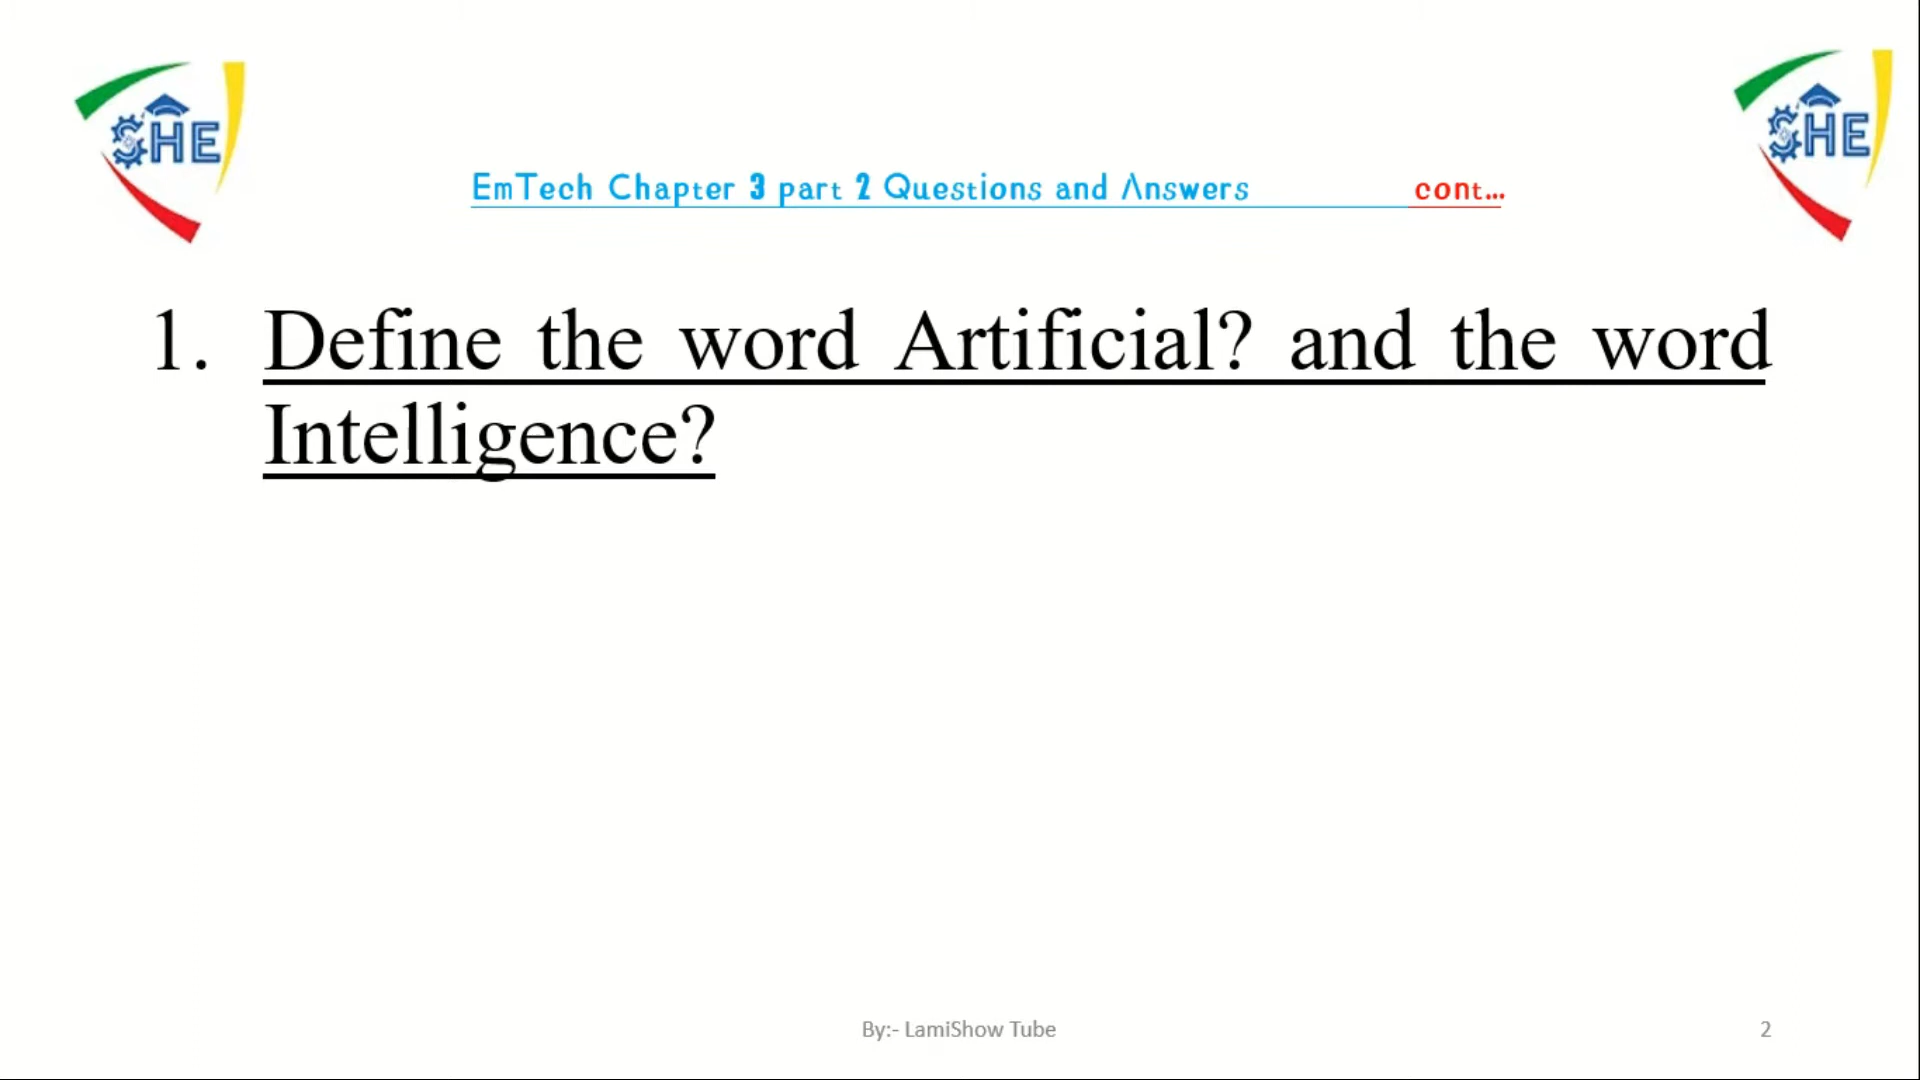 SHE
SHE
EmTech Chapter 3 part 2 Questions and Answers cont...
1. Define the word Artificial? and the word
Intelligence?
By:- LamiShow Tube
2